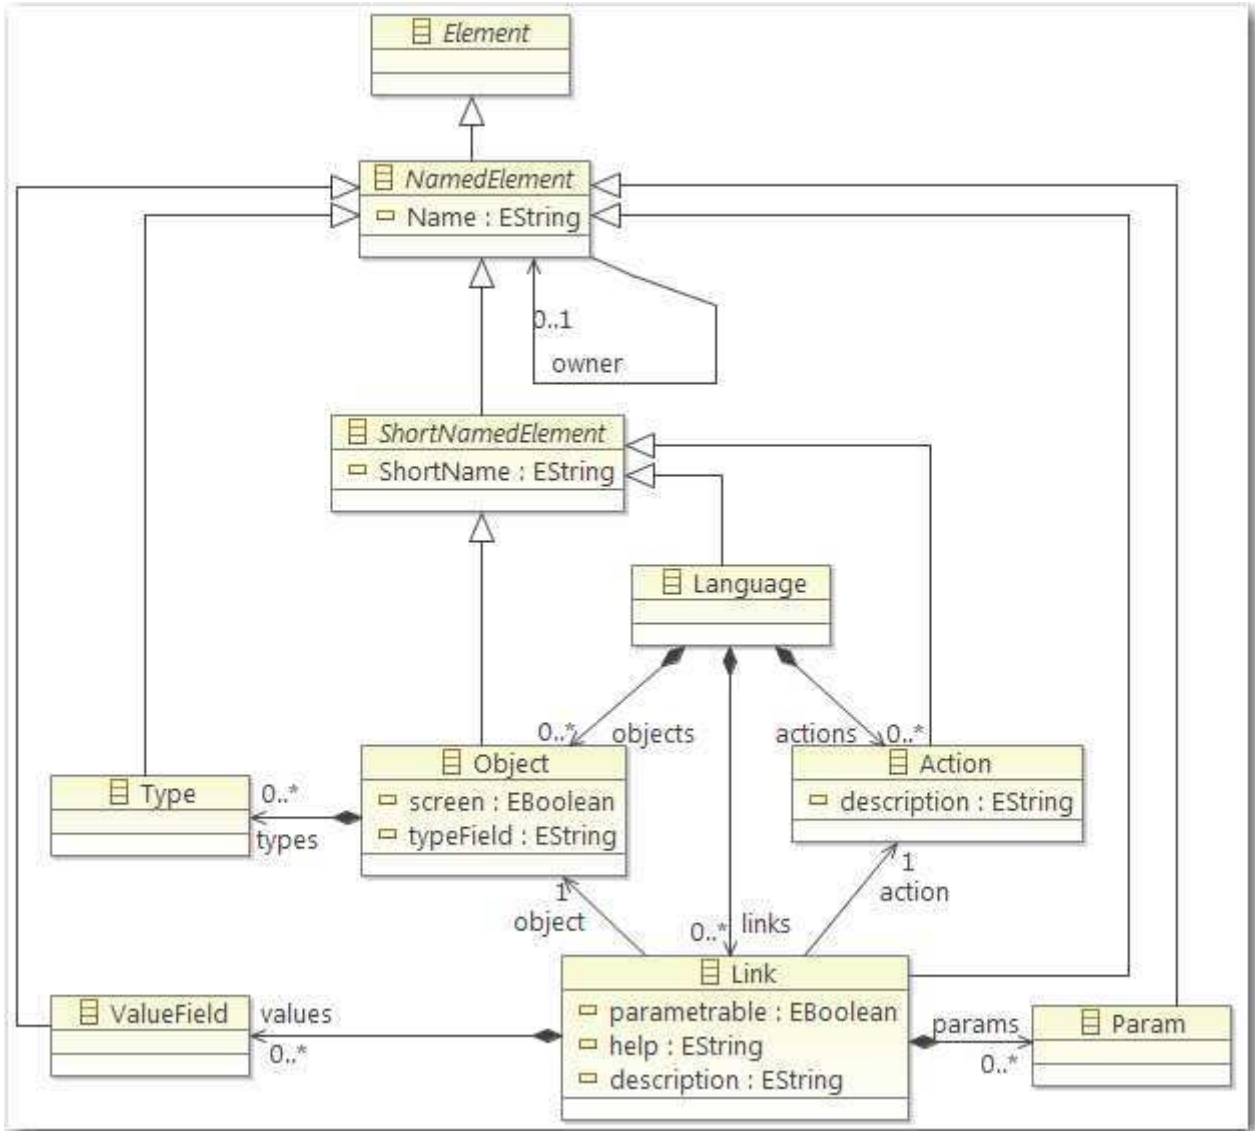 Element
NamedElement
Name : EString
0..1
owner
ShortNamedElement
ShortName : EString
Language
0..*
objects
actions
0..*
Object
screen : EBoolean
typeField : EString
Action
description : EString
Type
0..*
types
1
object
1
action
0..*
links
Link
parametrable : EBoolean
help : EString
description : EString
ValueField
values
0..*
params
0..*
Param